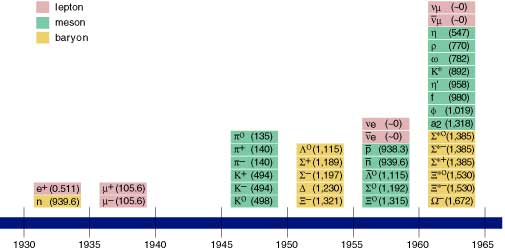 lepton
meson
baryon
e+ (0.511)
n (939.6)
μ+ (105.6)
μ− (105.6)
π⁰ (135)
π+ (140)
π− (140)
K+ (494)
K− (494)
K⁰ (498)
Λ⁰ (1,115)
Σ+ (1,189)
Σ− (1,197)
Δ (1,230)
Ξ− (1,321)
νe (~0)
ν̅e (~0)
p̅ (938.3)
n̅ (939.6)
Λ̅⁰ (1,115)
Σ⁰ (1,192)
Ξ⁰ (1,315)
νμ (~0)
ν̅μ (~0)
η (547)
ρ (770)
ω (782)
K* (892)
η' (958)
f (980)
ϕ (1,019)
a2 (1,318)
Σ*⁰ (1,385)
Σ*− (1,385)
Σ*+ (1,385)
Ξ*⁰ (1,530)
Ξ*− (1,530)
Ω− (1,672)
1930 1935 1940 1945 1950 1955 1960 1965